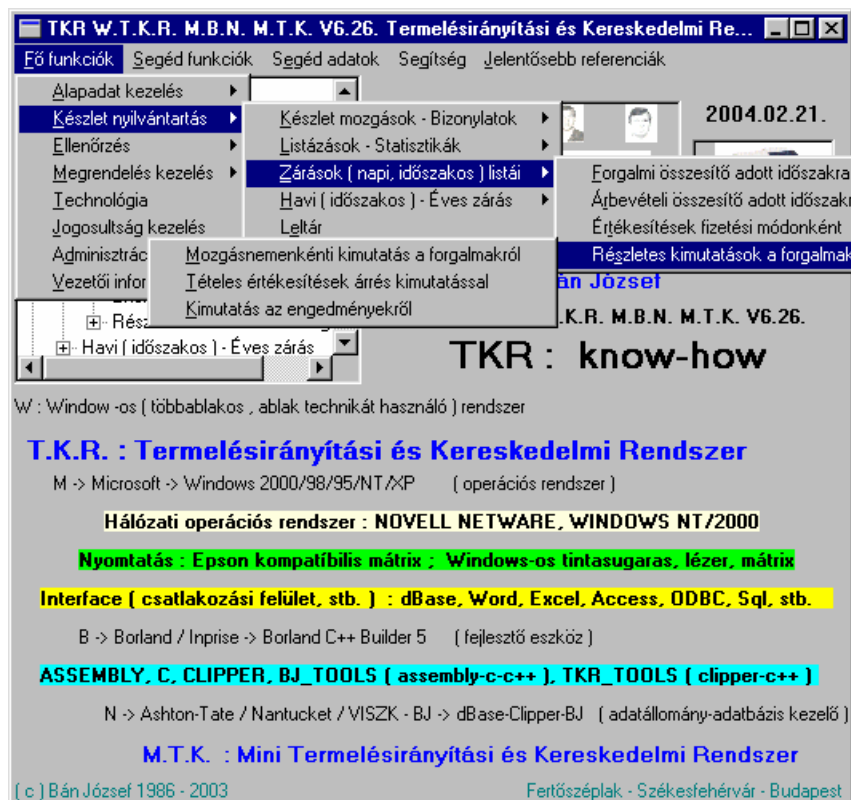 TKR W.T.K.R. M.B.N. M.T.K. V6.26. Termelésirányítási és Kereskedelmi Re...
Fő funkciók Segéd funkciók Segéd adatok Segítség Jelentősebb referenciák
Alapadat kezelés
Készlet nyilvántartás
Ellenőrzés
Megrendelés kezelés
Technológia
Jogosultság kezelés
Adminisztrác
Vezetői infor
Készlet mozgások - Bizonylatok
Listázások - Statisztikák
Zárások ( napi, időszakos ) listái
Havi ( időszakos ) - Éves zárás
Leltár
2004.02.21.
Forgalmi összesítő adott időszakra
Árbevételi összesítő adott időszak
Értékesítések fizetési módonként
Részletes kimutatások a forgalmak
Mozgásnemenkénti kimutatás a forgalmakról
Tételes értékesítések árrés kimutatással
Kimutatás az engedményekről
án József
Rés
Havi ( időszakos ) - Éves zárás
.K.R. M.B.N. M.T.K. V6.26.
TKR : know-how
W : Window -os ( többablakos , ablak technikát használó ) rendszer
T.K.R. : Termelésirányítási és Kereskedelmi Rendszer
M -> Microsoft -> Windows 2000/98/95/NT/XP ( operációs rendszer )
Hálózati operációs rendszer : NOVELL NETWARE, WINDOWS NT/2000
Nyomtatás : Epson kompatíbilis mátrix ; Windows-os tintasugaras, lézer, mátrix
Interface ( csatlakozási felület, stb. ) : dBase, Word, Excel, Access, ODBC, Sql, stb.
B -> Borland / Inprise -> Borland C++ Builder 5 ( fejlesztő eszköz )
ASSEMBLY, C, CLIPPER, BJ_TOOLS ( assembly-c-c++ ), TKR_TOOLS ( clipper-c++ )
N -> Ashton-Tate / Nantucket / VISZK - BJ -> dBase-Clipper-BJ ( adatállomány-adatbázis kezelő )
M.T.K. : Mini Termelésirányítási és Kereskedelmi Rendszer
( c ) Bán József 1986 - 2003
Fertőszéplak - Székesfehérvár - Budapest